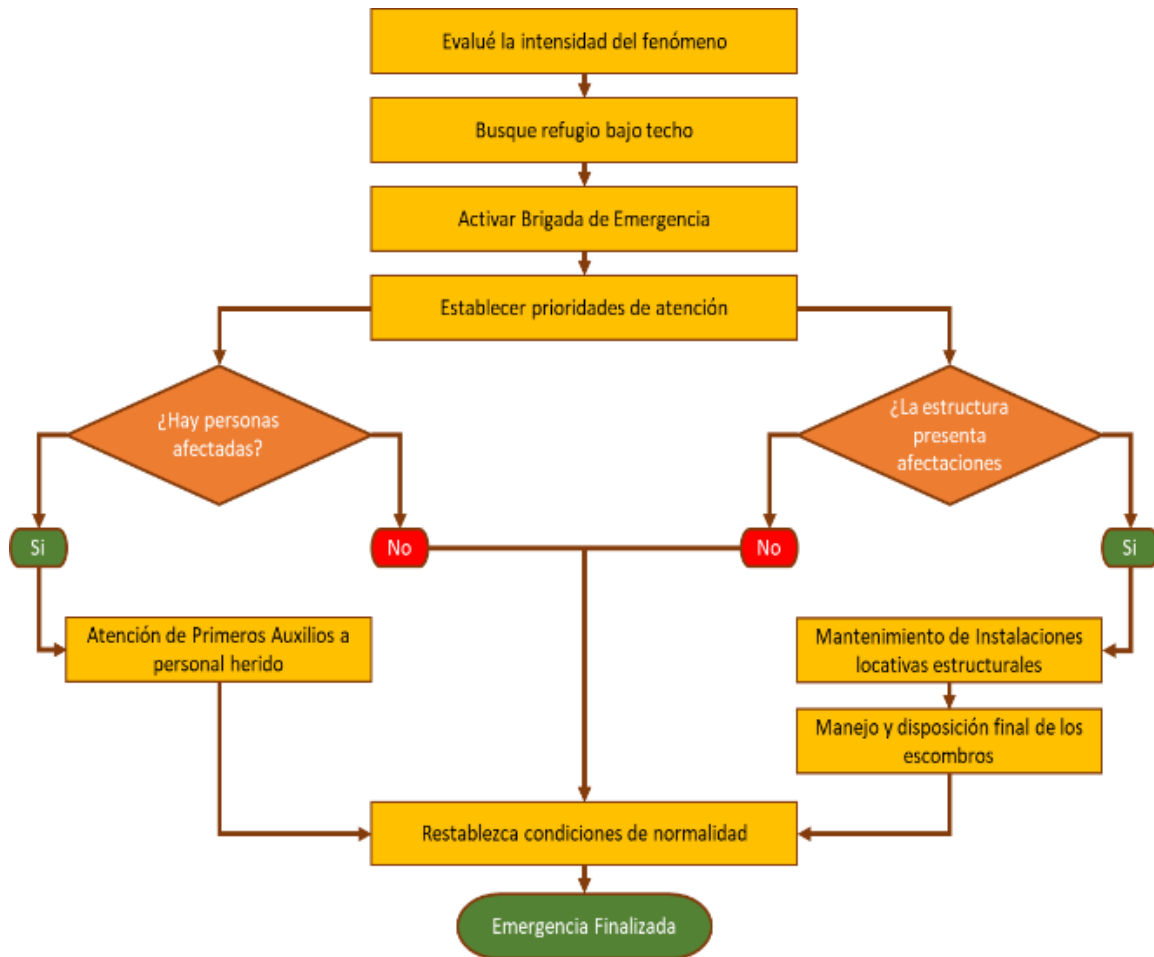 Evalué la intensidad del fenómeno
Busque refugio bajo techo
Activar Brigada de Emergencia
Establecer prioridades de atención
¿Hay personas
afectadas?
¿La estructura
presenta
afectaciones
Si
No
No
Si
Atención de Primeros Auxilios a
personal herido
Mantenimiento de Instalaciones
locativas estructurales
Manejo y disposición final de los
escombros
Restablezca condiciones de normalidad
Emergencia Finalizada